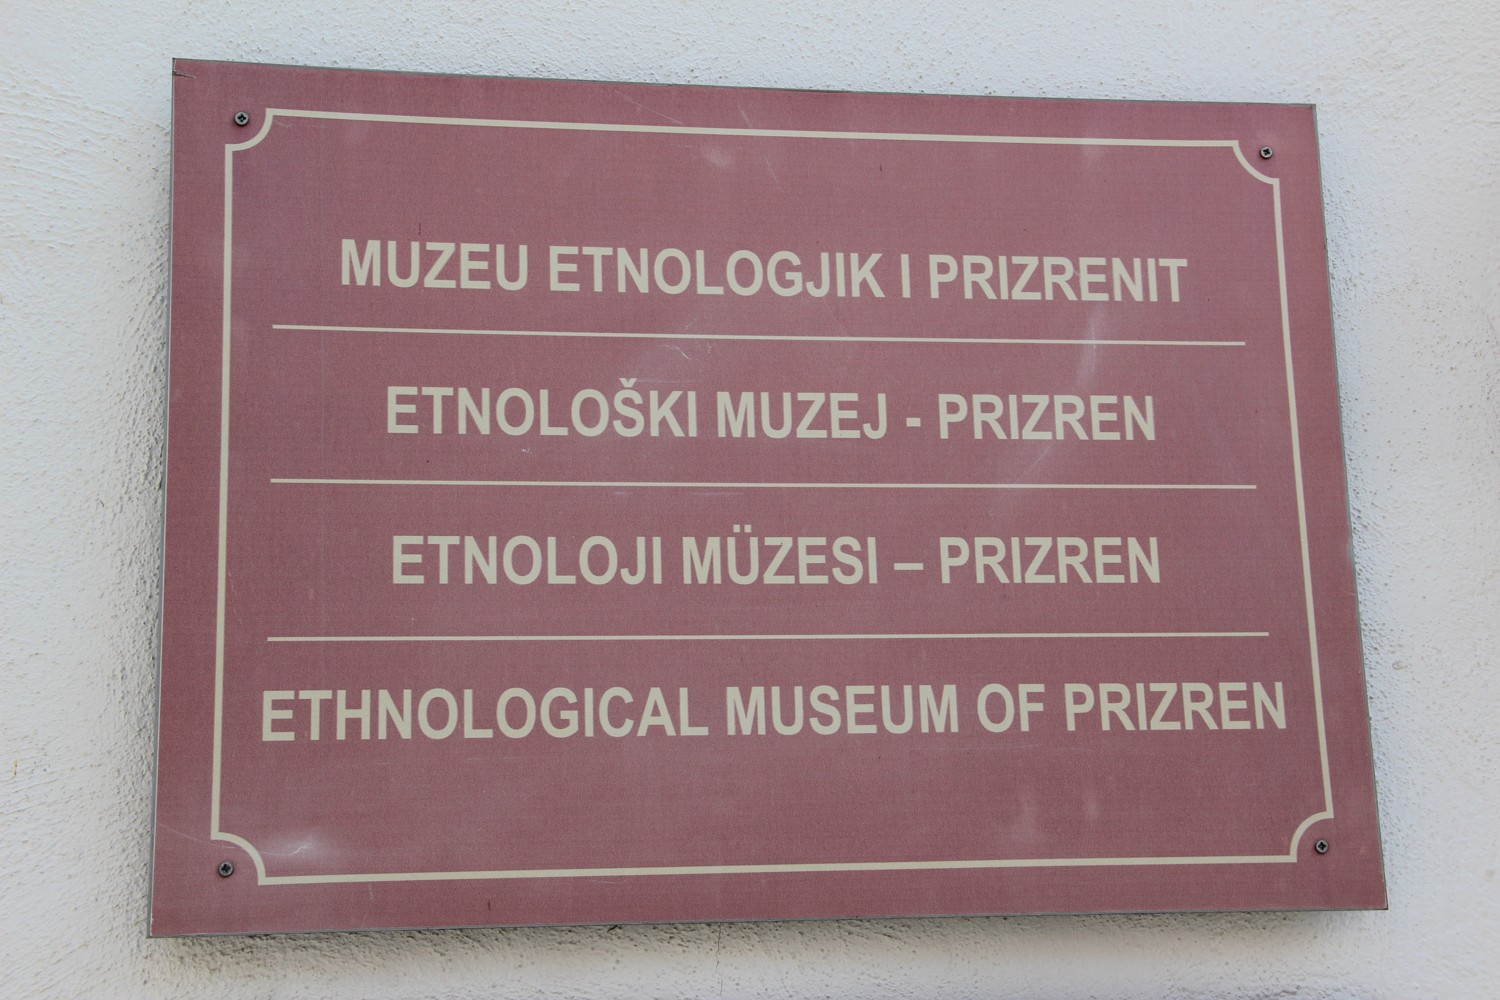 MUZEU ETNOLOGJIK I PRIZRENIT
ETNOLOŠKI MUZEJ - PRIZREN
ETNOLOJI MÜZESI – PRIZREN
ETHNOLOGICAL MUSEUM OF PRIZREN